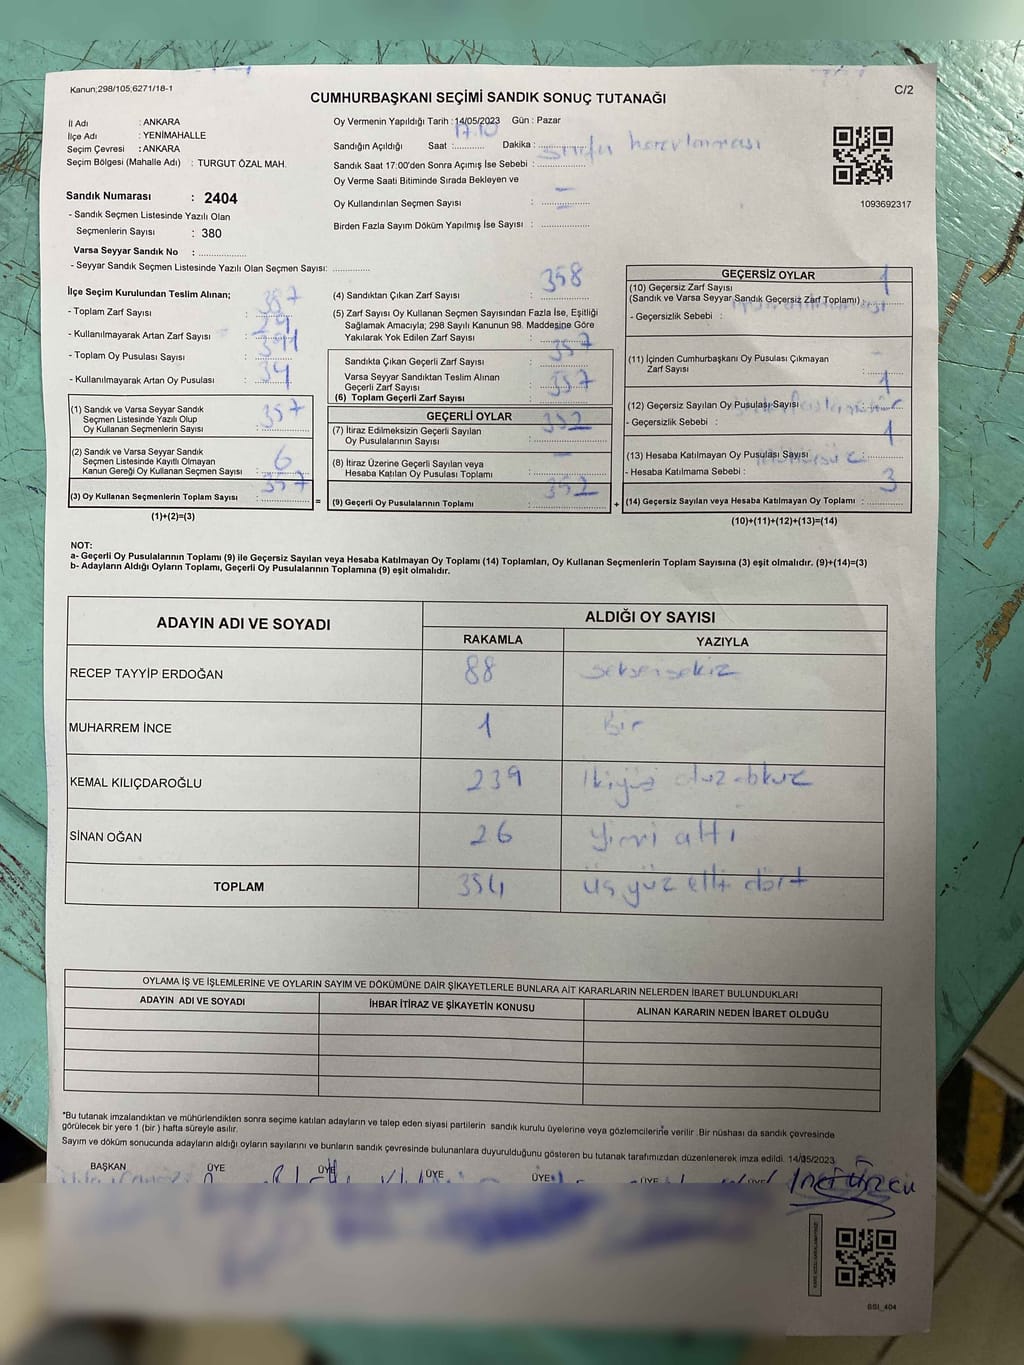 Kanun;298/105,6271/18-1
C/2
CUMHURBAŞKANI SEÇİMİ SANDIK SONUÇ TUTANAĞI
İl Adı : ANKARA
İlçe Adı : YENİMAHALLE
Seçim Çevresi : ANKARA
Seçim Bölgesi (Mahalle Adı) : TURGUT ÖZAL MAH.
Sandık Numarası : 2404
- Sandık Seçmen Listesinde Yazılı Olan
Seçmenlerin Sayısı : 380
Varsa Seyyar Sandık No : ..............
- Seyyar Sandık Seçmen Listesinde Yazılı Olan Seçmen Sayısı: ............
Oy Vermenin Yapıldığı Tarih : 14/05/2023 Gün : Pazar
17.10
Sandığın Açıldığı Saat :.......... Dakika :..............
Sandık Saat 17:00'den Sonra Açımış İse Sebebi : ..............
Oy Verme Saati Bitiminde Sırada Bekleyen ve
Oy Kullandırılan Seçmen Sayısı : ..............
Birden Fazla Sayım Döküm Yapılmış İse Sayısı : ..............
1093692317
İlçe Seçim Kurulundan Teslim Alınan;
- Toplam Zarf Sayısı :
- Kullanılmayarak Artan Zarf Sayısı :
- Toplam Oy Pusulası Sayısı : 391
- Kullanılmayarak Artan Oy Pusulası : 34
(1) Sandık ve Varsa Seyyar Sandık
Seçmen Listesinde Yazılı Olup
Oy Kullanan Seçmenlerin Sayısı : 357
(2) Sandık ve Varsa Seyyar Sandık
Seçmen Listesinde Kayıtlı Olmayan
Kanun Gereği Oy Kullanan Seçmen Sayısı : 6
(3) Oy Kullanan Seçmenlerin Toplam Sayısı : 357
(1)+(2)=(3)
(4) Sandıktan Çıkan Zarf Sayısı : 358
(5) Zarf Sayısı Oy Kullanan Seçmen Sayısından Fazla İse, Eşitliği
Sağlamak Amacıyla; 298 Sayılı Kanunun 98. Maddesine Göre
Yakılarak Yok Edilen Zarf Sayısı :
Sandıkta Çıkan Geçerli Zarf Sayısı : 357
Varsa Seyyar Sandıktan Teslim Alınan
Geçerli Zarf Sayısı :
(6) Toplam Geçerli Zarf Sayısı 357
GEÇERLİ OYLAR
(7) İtiraz Edilmeksizin Geçerli Sayılan
Oy Pusulalarının Sayısı : 352
(8) İtiraz Üzerine Geçerli Sayılan veya
Hesaba Katılan Oy Pusulası Toplamı : –
(9) Geçerli Oy Pusulalarının Toplamı : 352
GEÇERSİZ OYLAR
(10) Geçersiz Zarf Sayısı 1
(Sandık ve Varsa Seyyar Sandık Geçersiz Zarf Toplamı) :
- Geçersizlik Sebebi :
(11) İçinden Cumhurbaşkanı Oy Pusulası Çıkmayan
Zarf Sayısı : –
(12) Geçersiz Sayılan Oy Pusulası Sayısı : 1
- Geçersizlik Sebebi :
(13) Hesaba Katılmayan Oy Pusulası Sayısı : 1
- Hesaba Katılmama Sebebi : mühürsüz
(14) Geçersiz Sayılan veya Hesaba Katılmayan Oy Toplamı : 3
(10)+(11)+(12)+(13)=(14)
NOT:
a- Geçerli Oy Pusulalarının Toplamı (9) ile Geçersiz Sayılan veya Hesaba Katılmayan Oy Toplamı (14) Toplamları, Oy Kullanan Seçmenlerin Toplam Sayısına (3) eşit olmalıdır. (9)+(14)=(3)
b- Adayların Aldığı Oyların Toplamı, Geçerli Oy Pusulalarının Toplamına (9) eşit olmalıdır.
ADAYIN ADI VE SOYADI
ALDIĞI OY SAYISI
RAKAMLA YAZIYLA
RECEP TAYYİP ERDOĞAN 88 seksensekiz
MUHARREM İNCE 1 Bir
KEMAL KILIÇDAROĞLU 239 İkiyüz otuz dokuz
SİNAN OĞAN 26 yirmi altı
TOPLAM 354 üç yüz elli dört
OYLAMA İŞ VE İŞLEMLERİNE VE OYLARIN SAYIM VE DÖKÜMÜNE DAİR ŞİKAYETLERLE BUNLARA AİT KARARLARIN NELERDEN İBARET BULUNDUKLARI
ADAYIN ADI VE SOYADI İHBAR İTİRAZ VE ŞİKAYETİN KONUSU ALINAN KARARIN NEDEN İBARET OLDUĞU
*Bu tutanak imzalandıktan ve mühürlendikten sonra seçime katılan adayların ve talep eden siyasi partilerin sandık kurulu üyelerine veya gözlemcilerine verilir. Bir nüshası da sandık çevresinde
görülecek bir yere 1 (bir ) hafta süreyle asılır.
Sayım ve döküm sonucunda adayların aldığı oyların sayılarını ve bunların sandık çevresinde bulunanlara duyurulduğunu gösteren bu tutanak tarafımızdan düzenlenerek imza edildi. 14/05/2023
BAŞKAN ÜYE ÜYE ÜYE ÜYE ÜYE ÜYE
BSI_404